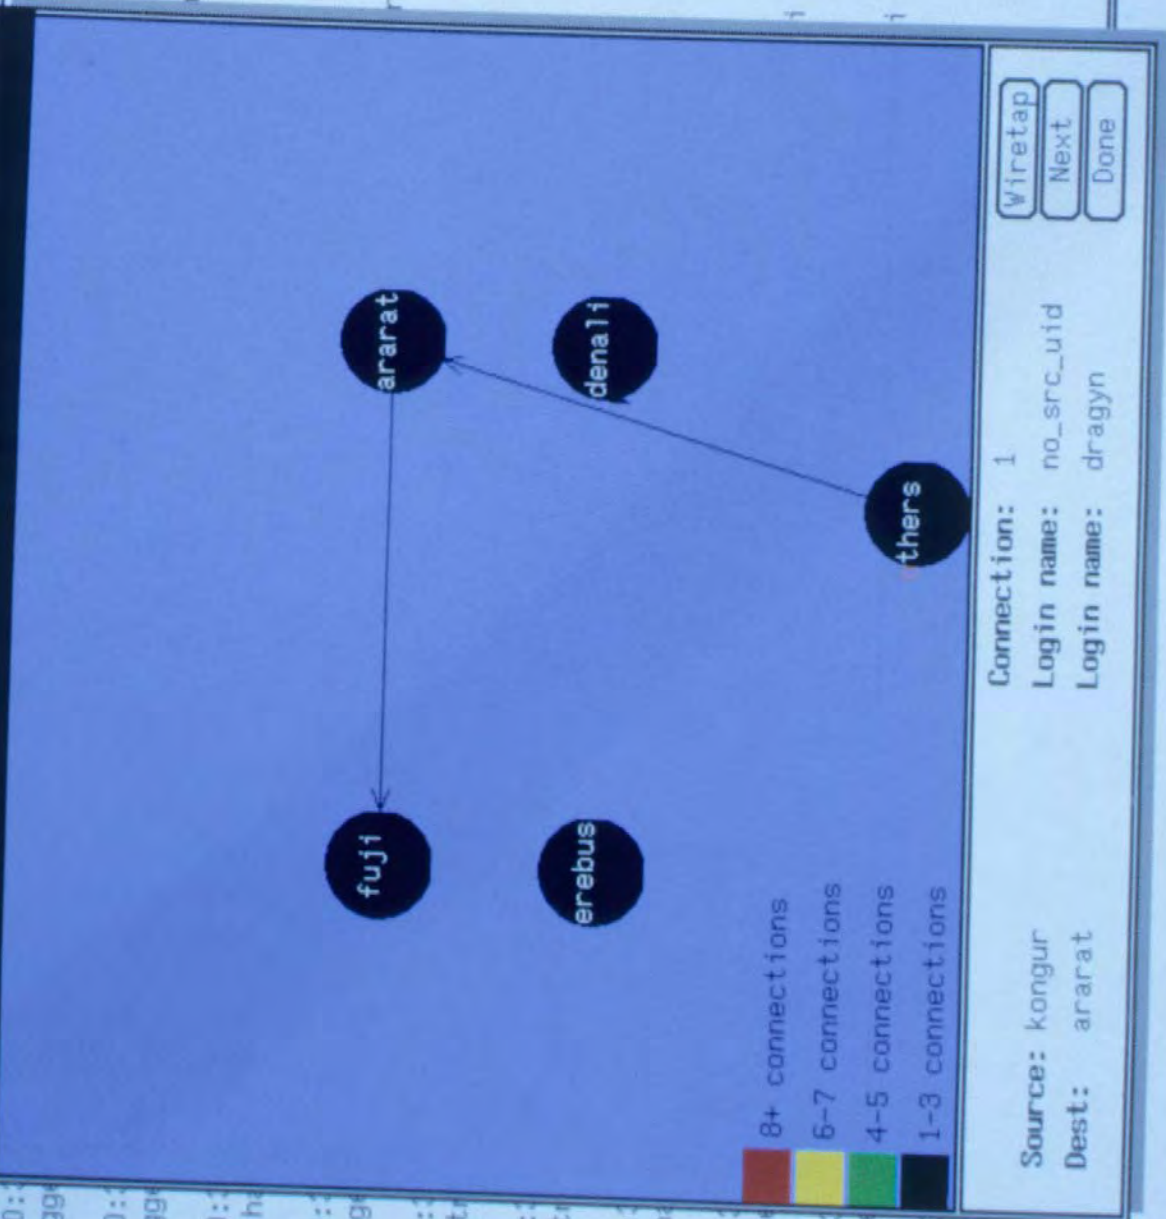 fuji ararat
erebus denali
8+ connections
6-7 connections
4-5 connections
others
1-3 connections
Connection: 1 Wiretap
Source: kongur Login name: no_src_uid Next
Dest: ararat Login name: dragyn Done